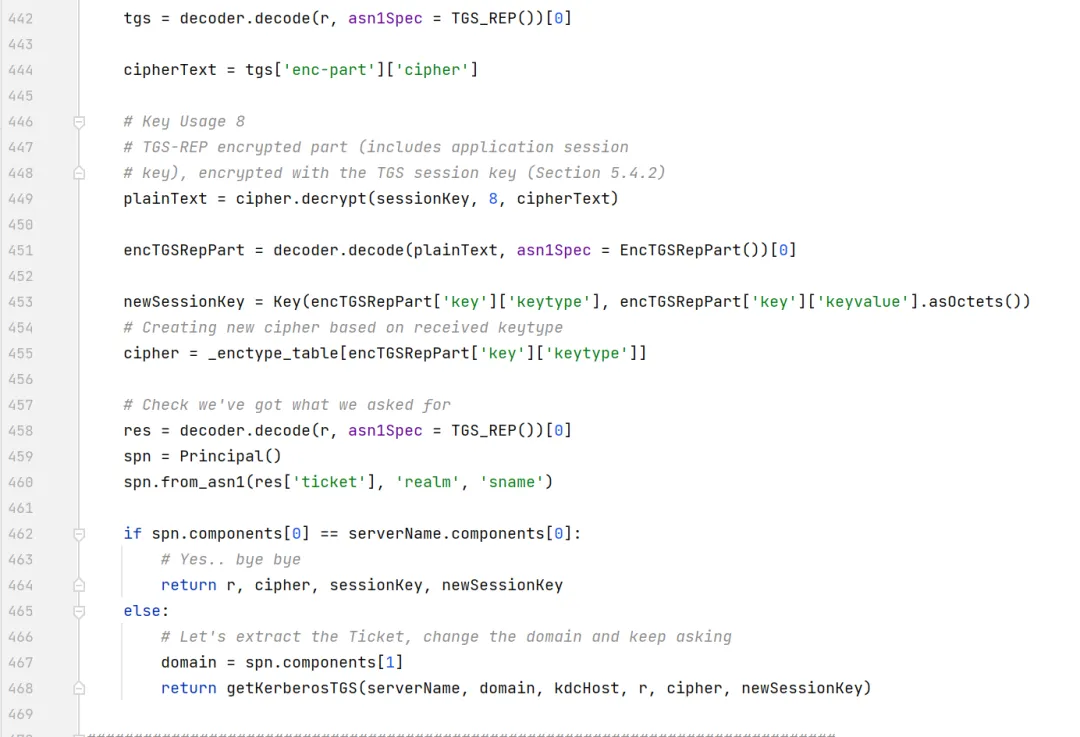 442 tgs = decoder.decode(r, asn1Spec = TGS_REP())[0]
443
444 cipherText = tgs['enc-part']['cipher']
445
446 # Key Usage 8
447 # TGS-REP encrypted part (includes application session
448 # key), encrypted with the TGS session key (Section 5.4.2)
449 plainText = cipher.decrypt(sessionKey, 8, cipherText)
450
451 encTGSRepPart = decoder.decode(plainText, asn1Spec = EncTGSRepPart())[0]
452
453 newSessionKey = Key(encTGSRepPart['key']['keytype'], encTGSRepPart['key']['keyvalue'].asOctets())
454 # Creating new cipher based on received keytype
455 cipher = _enctype_table[encTGSRepPart['key']['keytype']]
456
457 # Check we've got what we asked for
458 res = decoder.decode(r, asn1Spec = TGS_REP())[0]
459 spn = Principal()
460 spn.from_asn1(res['ticket'], 'realm', 'sname')
461
462 if spn.components[0] == serverName.components[0]:
463 # Yes.. bye bye
464 return r, cipher, sessionKey, newSessionKey
465 else:
466 # Let's extract the Ticket, change the domain and keep asking
467 domain = spn.components[1]
468 return getKerberosTGS(serverName, domain, kdcHost, r, cipher, newSessionKey)
469